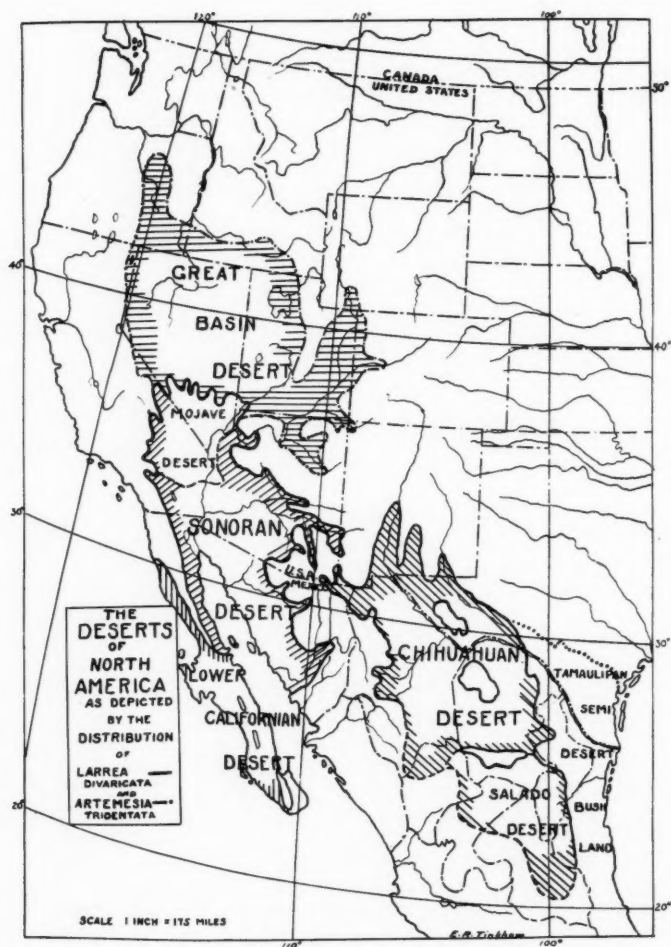 120°
110°
100°
CANADA
UNITED STATES
50°
40°
GREAT
BASIN
DESERT
40°
MOJAVE
DESERT
30°
SONORAN
U.S.A.
MEXICO
DESERT
30°
CHIHUAHUAN
DESERT
TAMAULIPAN
SEMI
DESERT
BUSH
LAND
LOWER
CALIFORNIAN
DESERT
SALADO
DESERT
THE
DESERTS
OF
NORTH
AMERICA
AS DEPICTED
BY THE
DISTRIBUTION
OF
LARREA
DIVARICATA
AND
ARTEMESIA
TRIDENTATA
20°
20°
SCALE 1 INCH = 175 MILES
E.R. Tinkham
110°
100°